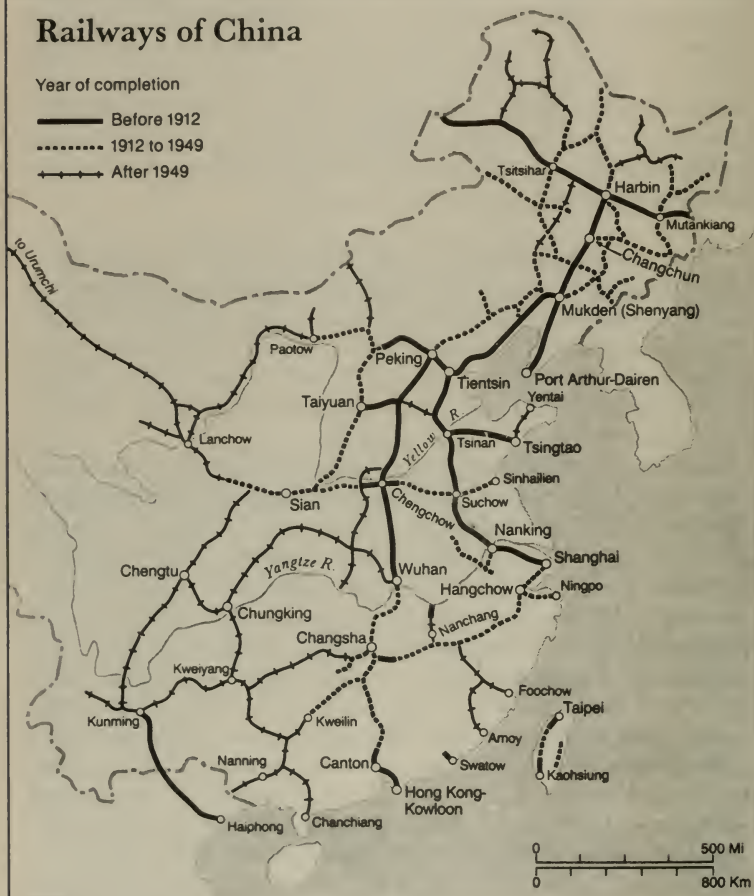 Railways of China
Year of completion
Before 1912
1912 to 1949
After 1949
to Urumchi
Tsitsihar
Harbin
Mutankiang
Changchun
Mukden (Shenyang)
Paotow
Peking
Tientsin
Port Arthur-Dairen
Taiyuan
Yentai
Lanchow
Yellow R.
Tsinan
Tsingtao
Sian
Chengchow
Sinhailien
Suchow
Nanking
Shanghai
Chengtu
Yangtze R.
Wuhan
Hangchow
Ningpo
Chungking
Nanchang
Changsha
Kweiyang
Foochow
Kunming
Kweilin
Taipei
Amoy
Nanning
Canton
Swatow
Kaohsiung
Hong Kong-
Kowloon
Haiphong
Chanchiang
0 500 Mi
0 800 Km